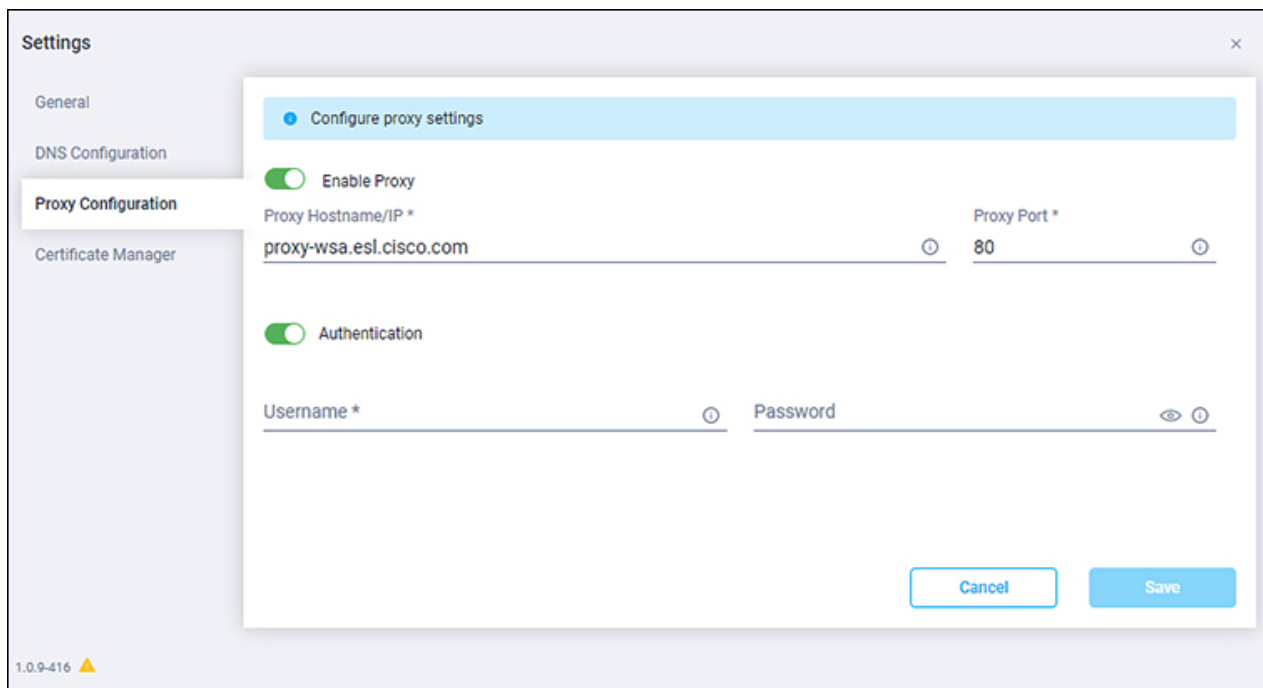 Settings
General
DNS Configuration
Proxy Configuration
Certificate Manager
Configure proxy settings
Enable Proxy
Proxy Hostname/IP *
proxy-wsa.esl.cisco.com
Proxy Port *
80
Authentication
Username *
Password
Cancel
Save
1.0.9-416